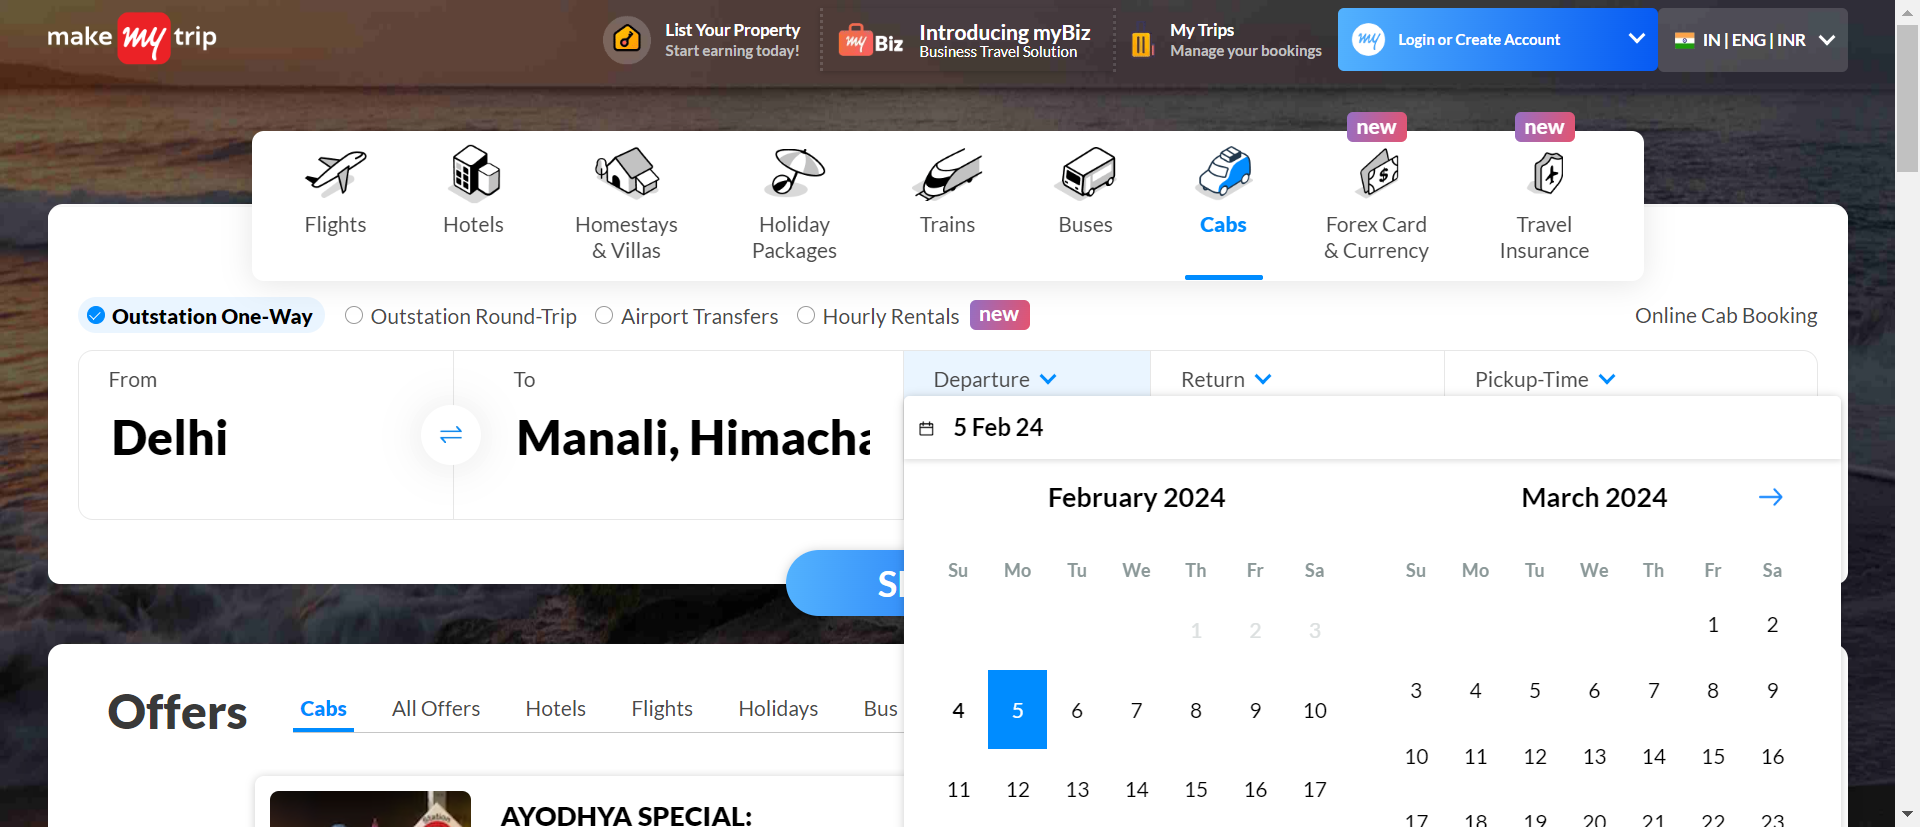 make my trip
List Your Property
Start earning today!
my Biz
Introducing myBiz
Business Travel Solution
My Trips
Manage your bookings
my
Login or Create Account
IN | ENG | INR
new
new
Flights
Hotels
Homestays
& Villas
Holiday
Packages
Trains
Buses
Cabs
Forex Card
& Currency
Travel
Insurance
Outstation One-Way
Outstation Round-Trip
Airport Transfers
Hourly Rentals
new
Online Cab Booking
From
Delhi
To
Manali, Himacha
Departure
Return
Pickup-Time
5 Feb 24
February 2024
Su Mo Tu We Th Fr Sa
1 2 3
4 5 6 7 8 9 10
11 12 13 14 15 16 17
March 2024
Su Mo Tu We Th Fr Sa
1 2
3 4 5 6 7 8 9
10 11 12 13 14 15 16
17 18 19 20 21 22 23
Offers
Cabs
All Offers
Hotels
Flights
Holidays
Bus
AYODHYA SPECIAL:
Station